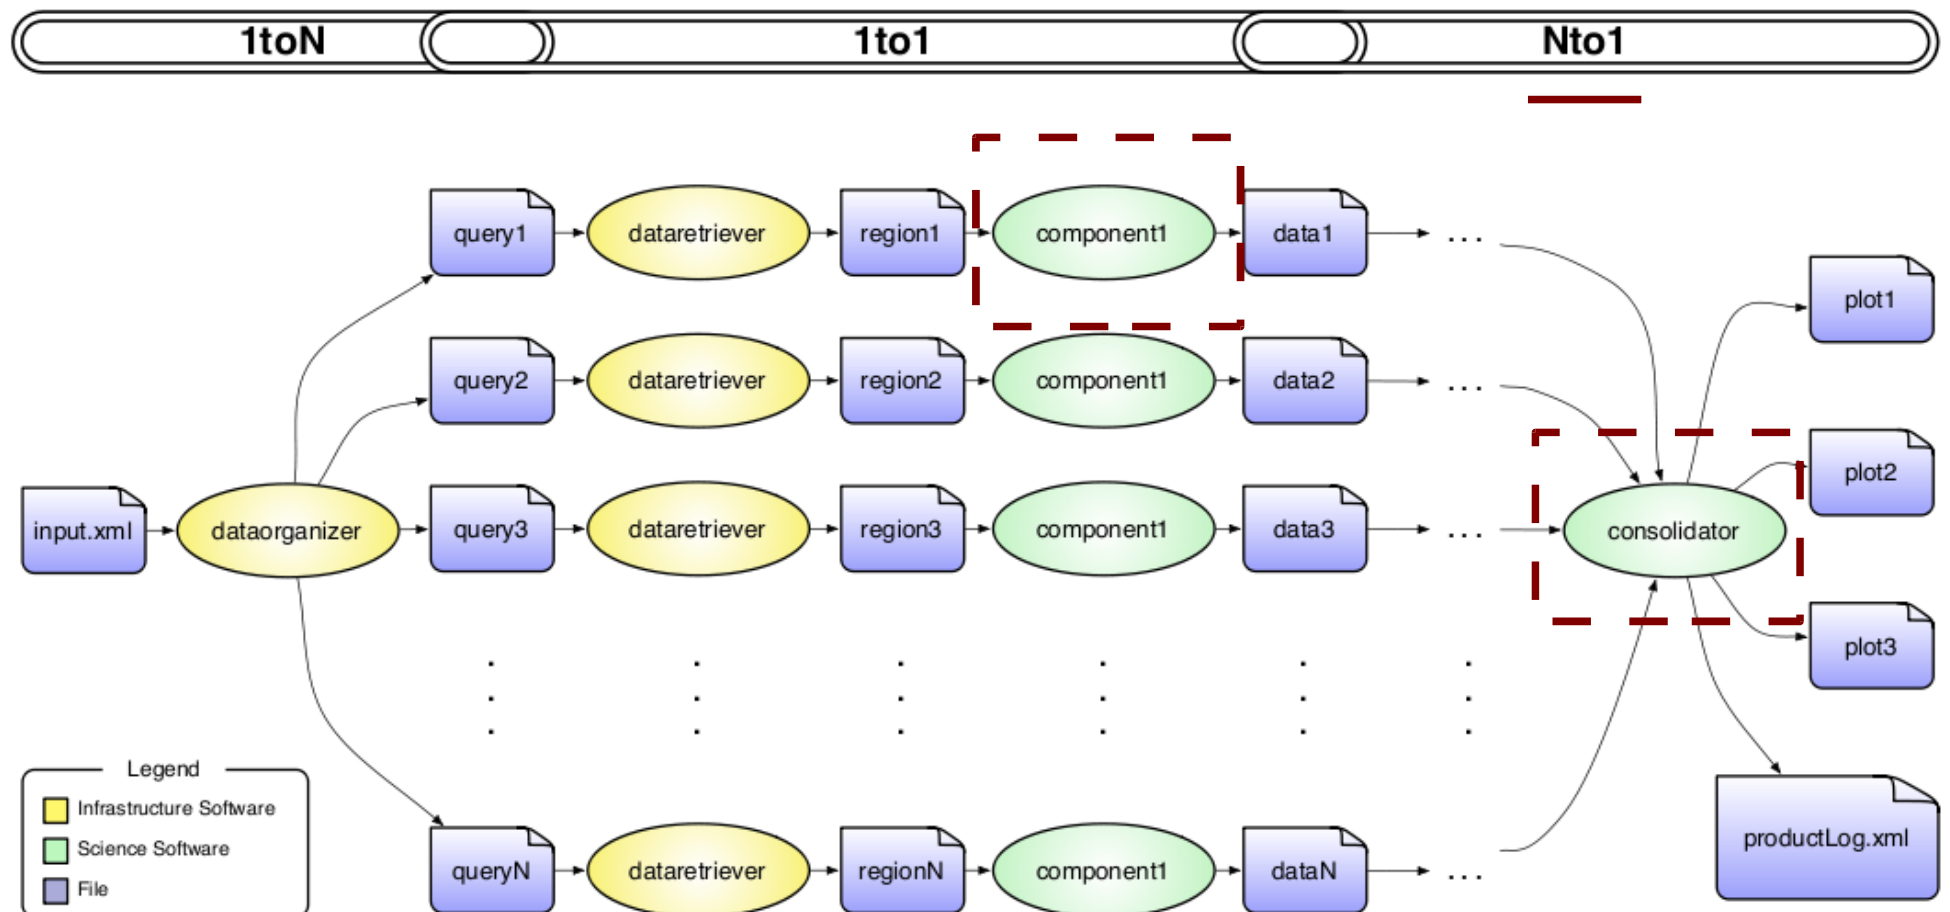 1toN 1to1 Nto1
query1 dataretriever region1 component1 data1 ...
plot1
query2 dataretriever region2 component1 data2 ...
plot2
input.xml dataorganizer query3 dataretriever region3 component1 data3 ... consolidator
plot3
Legend
Infrastructure Software
Science Software
File
productLog.xml
queryN dataretriever regionN component1 dataN ...